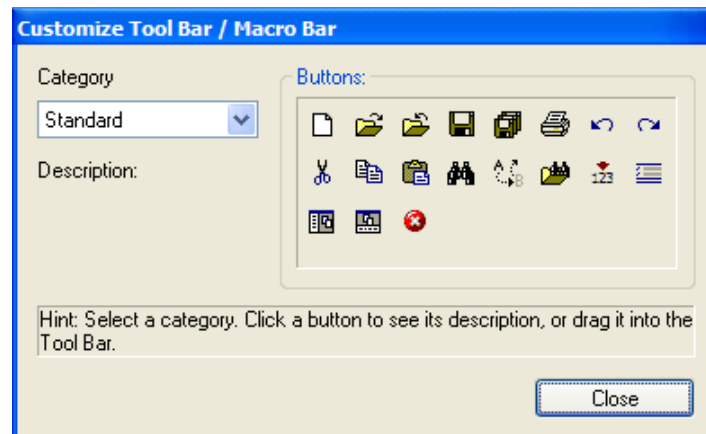 Customize Tool Bar / Macro Bar
Category
Buttons:
Standard
Description:
123
Hint: Select a category. Click a button to see its description, or drag it into the
Tool Bar.
Close